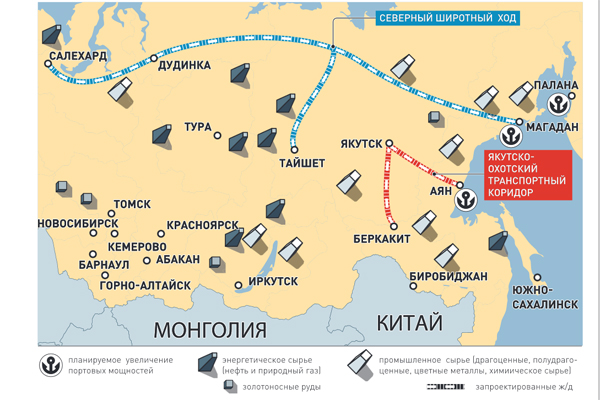 СЕВЕРНЫЙ ШИРОТНЫЙ ХОД
САЛЕХАРД
ДУДИНКА
ПАЛАНА
ТУРА
МАГАДАН
ЯКУТСК
ТАЙШЕТ
ЯКУТСКО-
ОХОТСКИЙ
ТРАНСПОРТНЫЙ
КОРИДОР
АЯН
ТОМСК
НОВОСИБИРСК
КРАСНОЯРСК
БЕРКАКИТ
КЕМЕРОВО
АБАКАН
БАРНАУЛ
ГОРНО-АЛТАЙСК
ИРКУТСК
БИРОБИДЖАН
ЮЖНО-
САХАЛИНСК
МОНГОЛИЯ
КИТАЙ
планируемое увеличение
портовых мощностей
энергетическое сырье
(нефть и природный газ)
золотоносные руды
промышленное сырье (драгоценные, полудраго-
ценные, цветные металлы, химическое сырье)
запроектированные ж/д